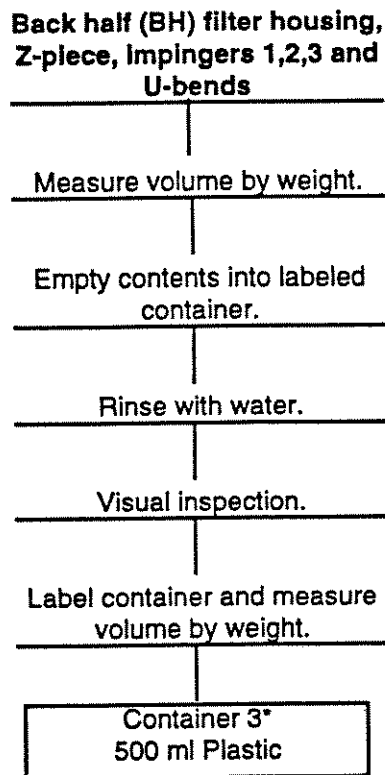 Back half (BH) filter housing,
Z-piece, Impingers 1,2,3 and
U-bends
Measure volume by weight.
Empty contents into labeled
container.
Rinse with water.
Visual inspection.
Label container and measure
volume by weight.
Container 3*
500 ml Plastic